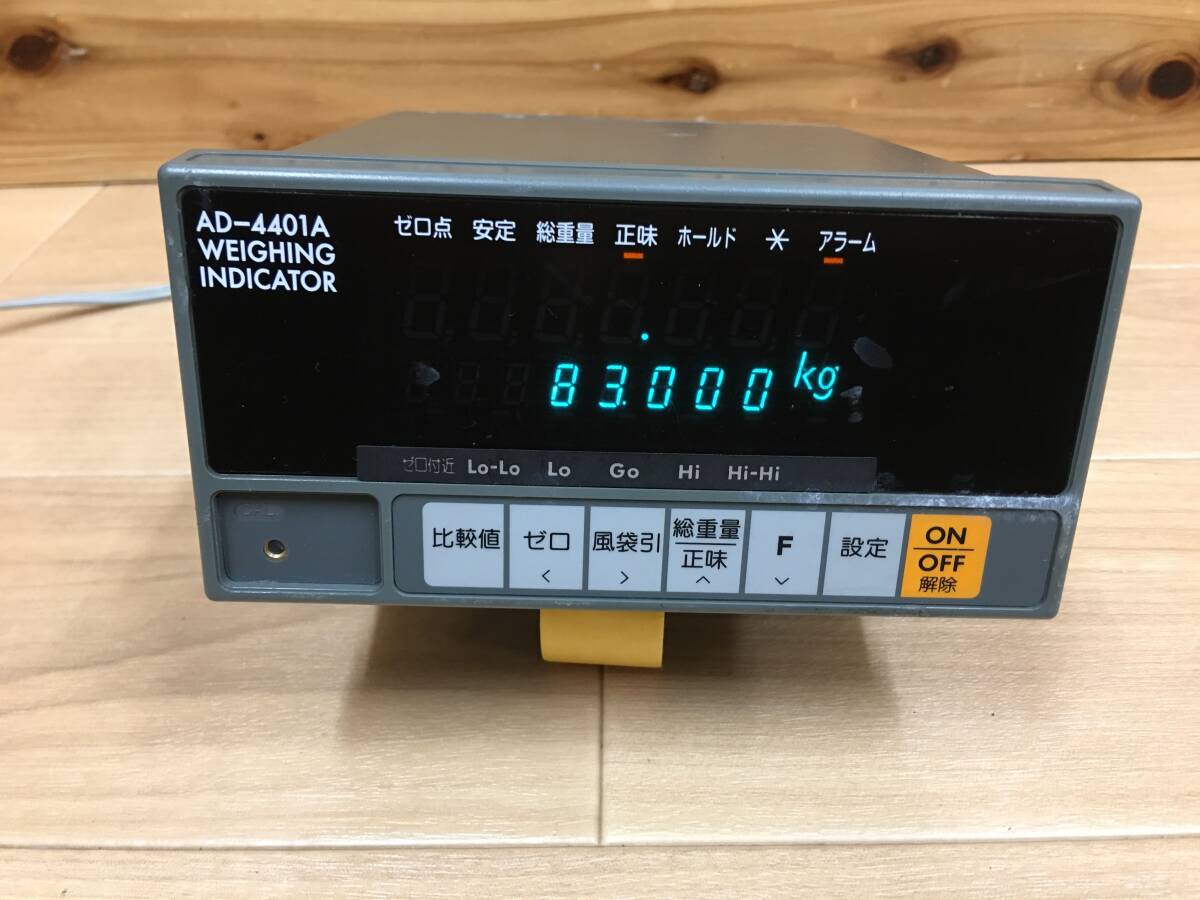 AD-4401A
WEIGHING
INDICATOR
ゼロ点 安定 総重量 正味 ホールド ＊ アラーム
83.000 kg
ゼロ付近 Lo-Lo Lo Go Hi Hi-Hi
CAL
比較値 ゼロ < 風袋引 > 総重量 正味 ^ F ⌄ 設定 ON OFF 解除